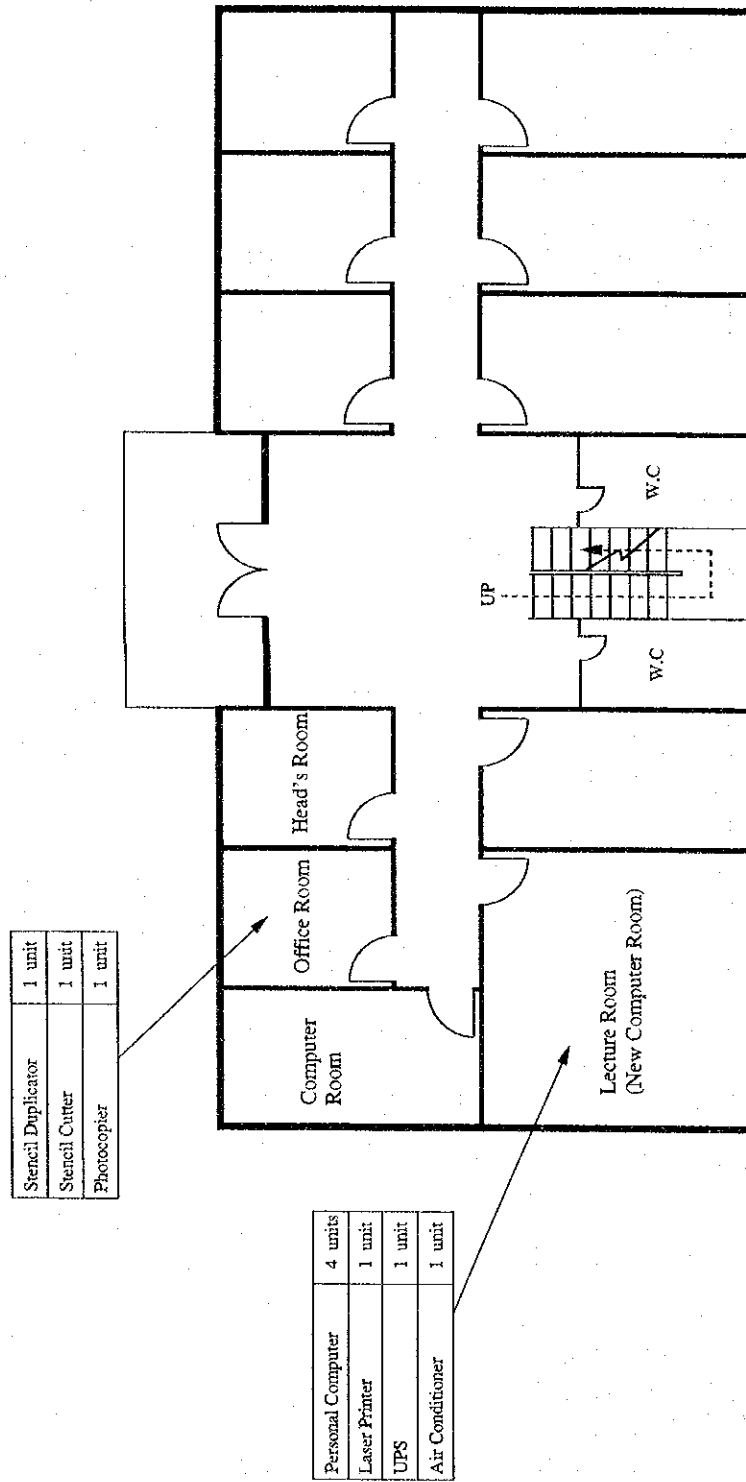 Stencil Duplicator 1 unit
Stencil Cutter 1 unit
Photocopier 1 unit
Personal Computer 4 units
Laser Printer 1 unit
UPS 1 unit
Air Conditioner 1 unit
Computer
Room
Office Room
Head's Room
Lecture Room
(New Computer Room)
W.C
UP
W.C